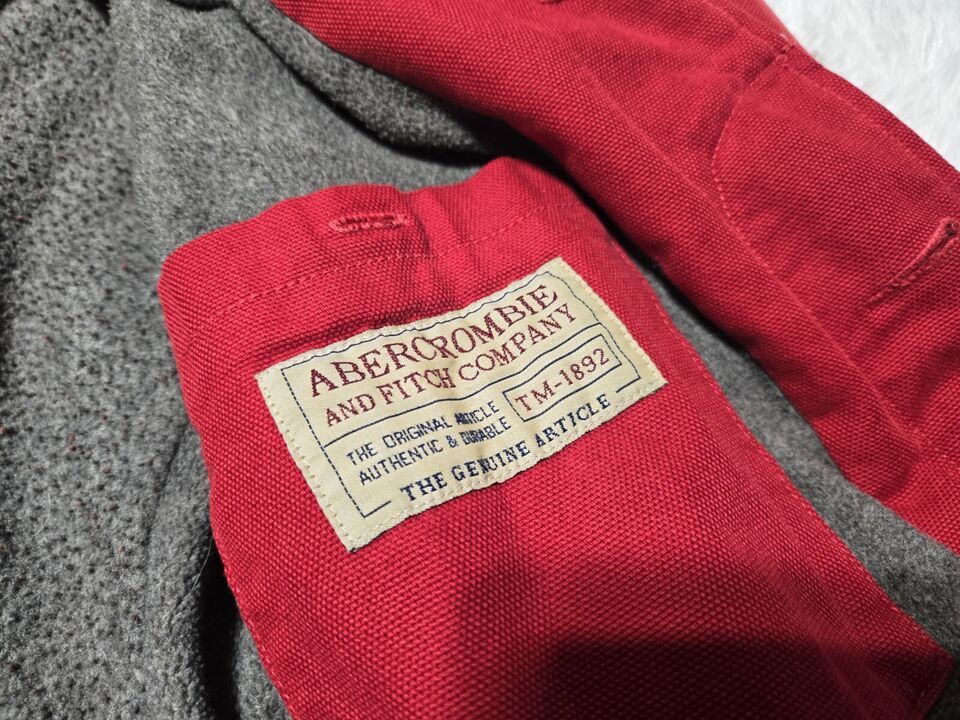 ABERCROMBIE
AND FITCH COMPANY
THE ORIGINAL ARTICLE
AUTHENTIC & DURABLE
TM-1892
THE GENUINE ARTICLE